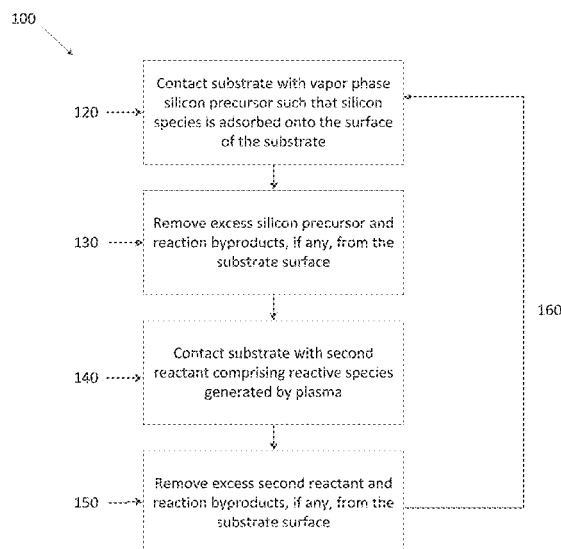 100
120
Contact substrate with vapor phase
silicon precursor such that silicon
species is adsorbed onto the surface
of the substrate
130
Remove excess silicon precursor and
reaction byproducts, if any, from the
substrate surface
160
140
Contact substrate with second
reactant comprising reactive species
generated by plasma
150
Remove excess second reactant and
reaction byproducts, if any, from the
substrate surface